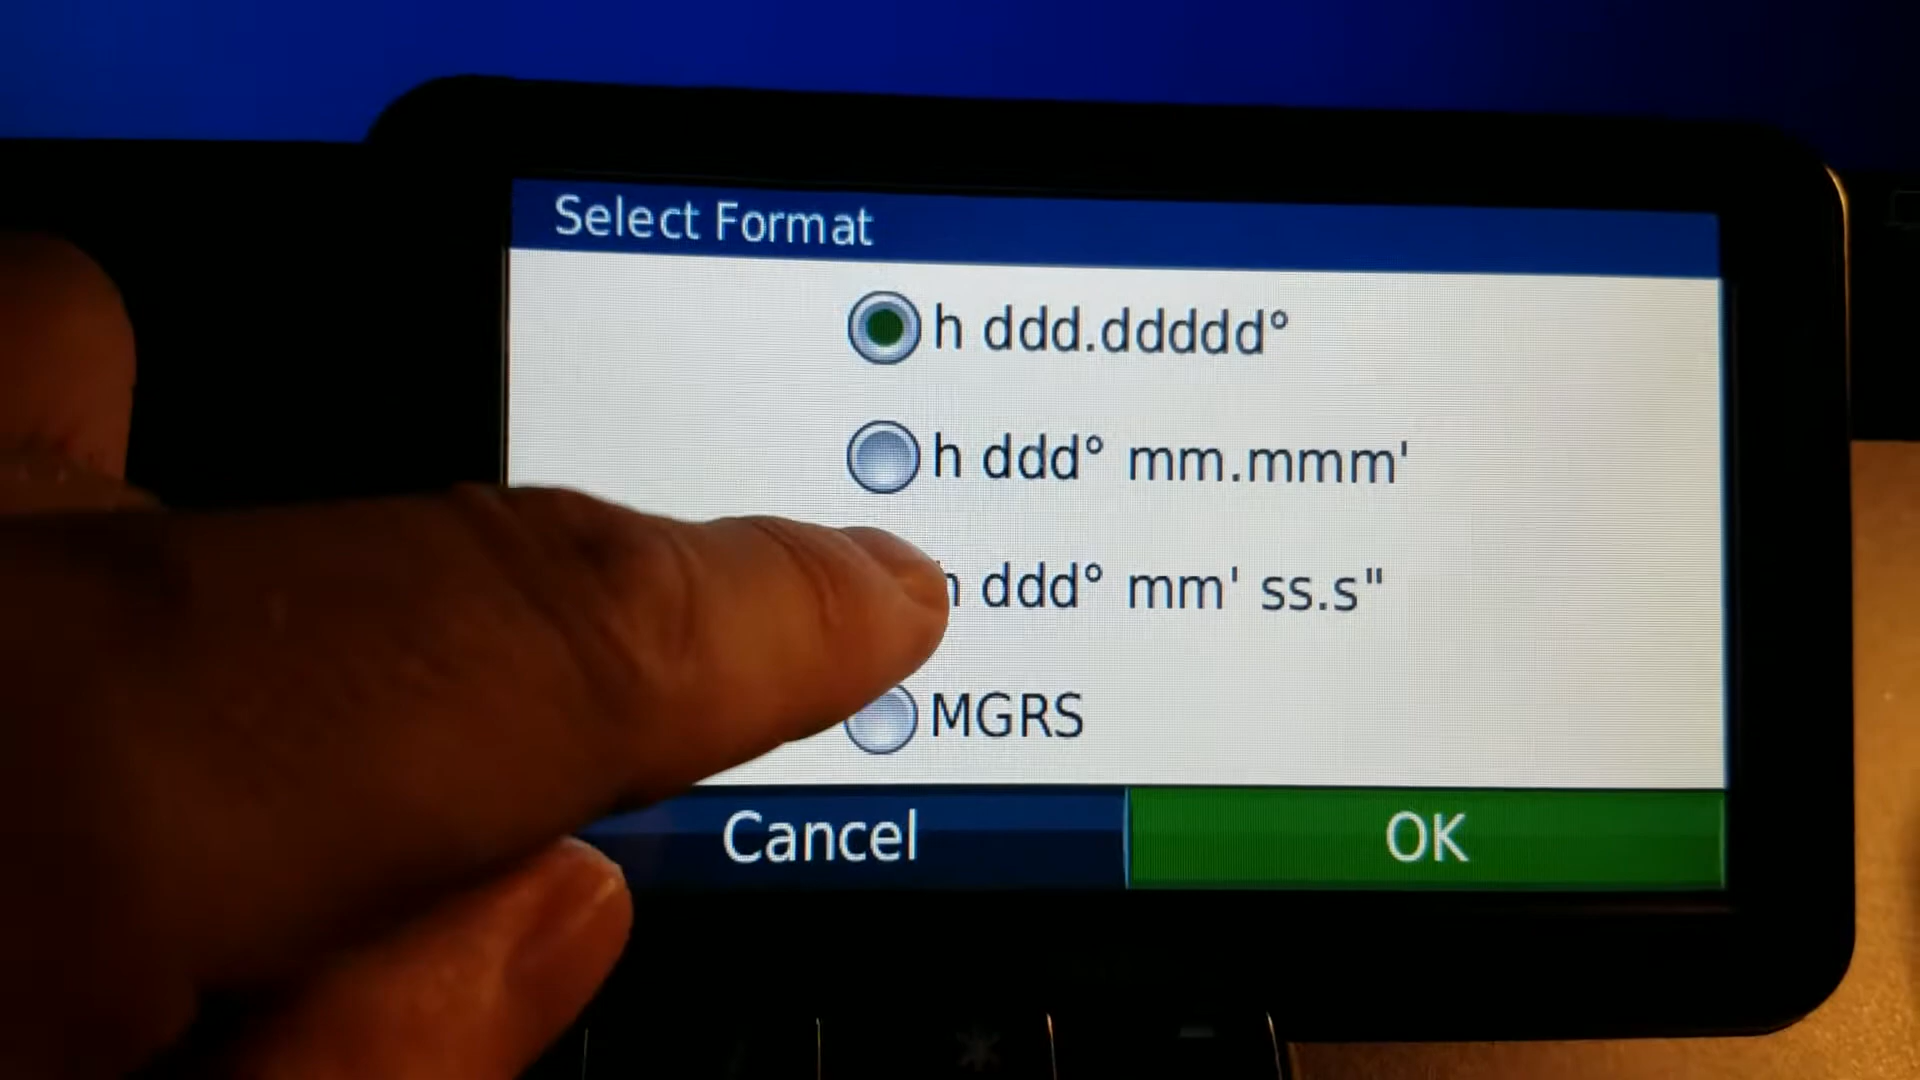 Select Format
h ddd.ddddd°
h ddd° mm.mmm'
h ddd° mm' ss.s"
MGRS
Cancel
OK